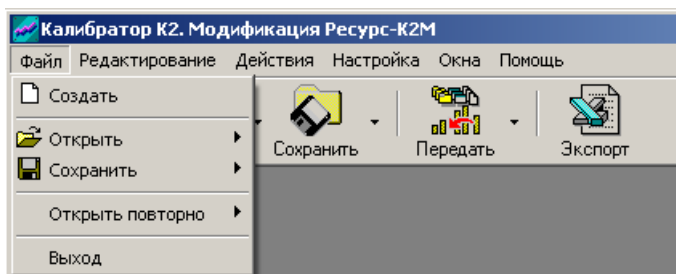 Калибратор К2. Модификация Ресурс-К2М
Файл Редактирование Действия Настройка Окна Помощь
Создать
Открыть
Сохранить
Открыть повторно
Выход
Сохранить Передать Экспорт